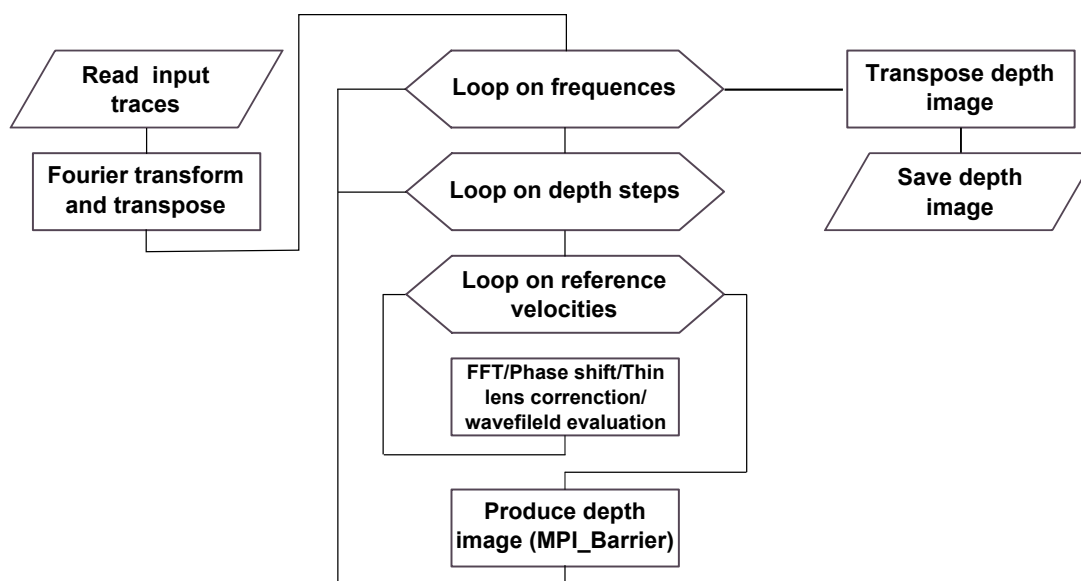 Read input
traces
Fourier transform
and transpose
Loop on frequences
Loop on depth steps
Loop on reference
velocities
FFT/Phase shift/Thin
lens correnction/
wavefileld evaluation
Produce depth
image (MPI_Barrier)
Transpose depth
image
Save depth
image